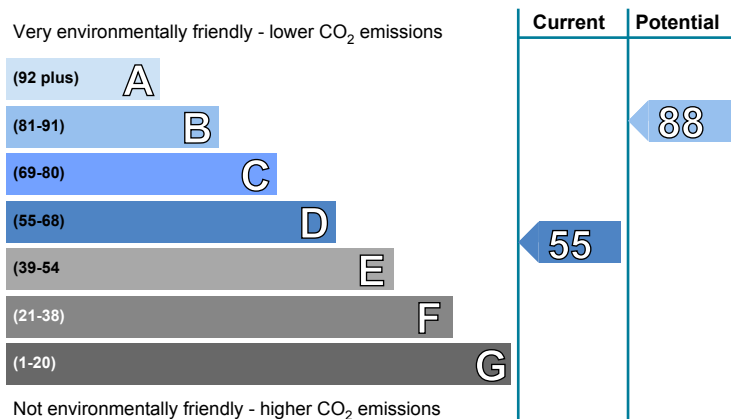 Current Potential
Very environmentally friendly - lower CO2 emissions
(92 plus) A
(81-91) B
88
(69-80) C
(55-68) D
55
(39-54 E
(21-38) F
(1-20) G
Not environmentally friendly - higher CO2 emissions